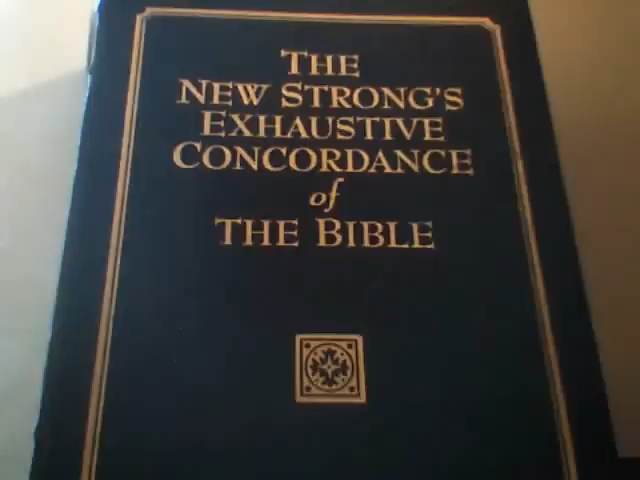 THE
NEW STRONG'S
EXHAUSTIVE
CONCORDANCE
of
THE BIBLE